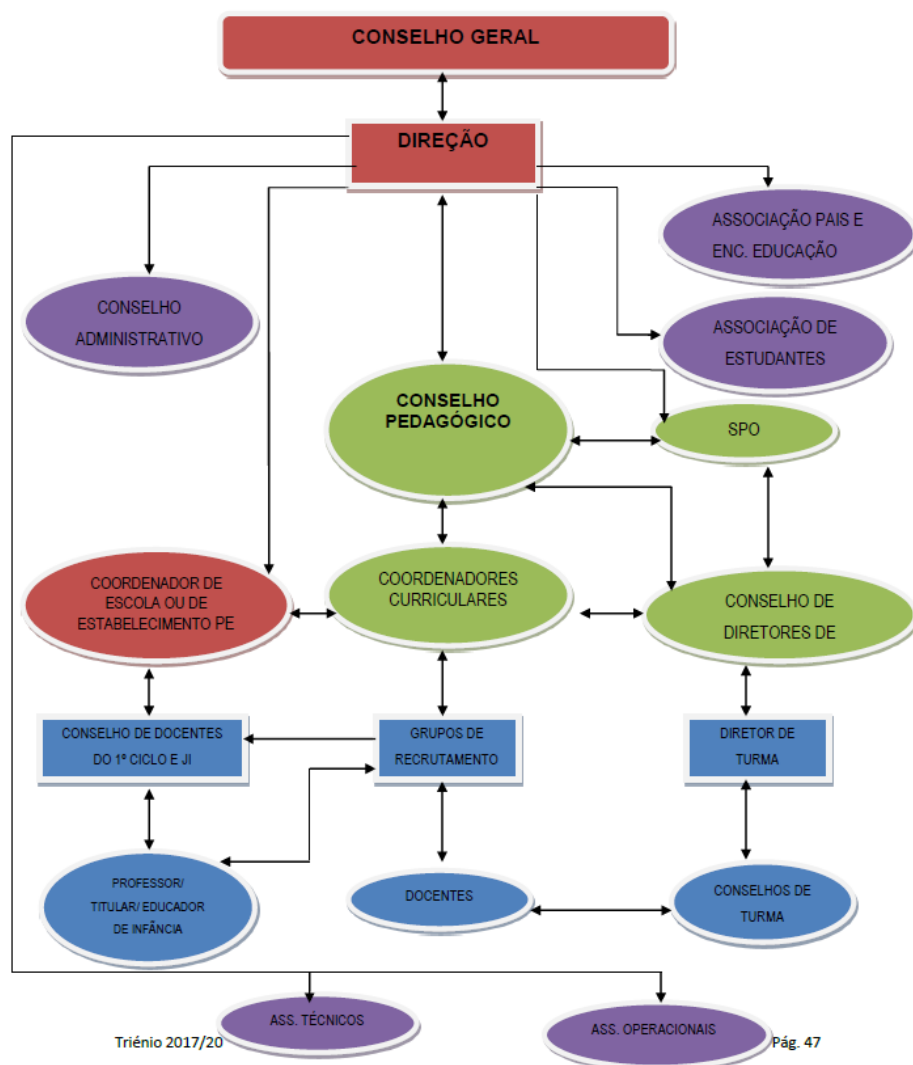 CONSELHO GERAL
DIREÇÃO
ASSOCIAÇÃO PAIS E
ENC. EDUCAÇÃO
CONSELHO
ADMINISTRATIVO
ASSOCIAÇÃO DE
ESTUDANTES
CONSELHO
PEDAGÓGICO
SPO
COORDENADOR DE
ESCOLA OU DE
ESTABELECIMENTO PE
COORDENADORES
CURRICULARES
CONSELHO DE
DIRETORES DE
CONSELHO DE DOCENTES
DO 1º CICLO E JI
GRUPOS DE
RECRUTAMENTO
DIRETOR DE
TURMA
PROFESSOR/
TITULAR/ EDUCADOR
DE INFÂNCIA
DOCENTES
CONSELHOS DE
TURMA
ASS. TÉCNICOS
ASS. OPERACIONAIS
Triénio 2017/20
Pág. 47